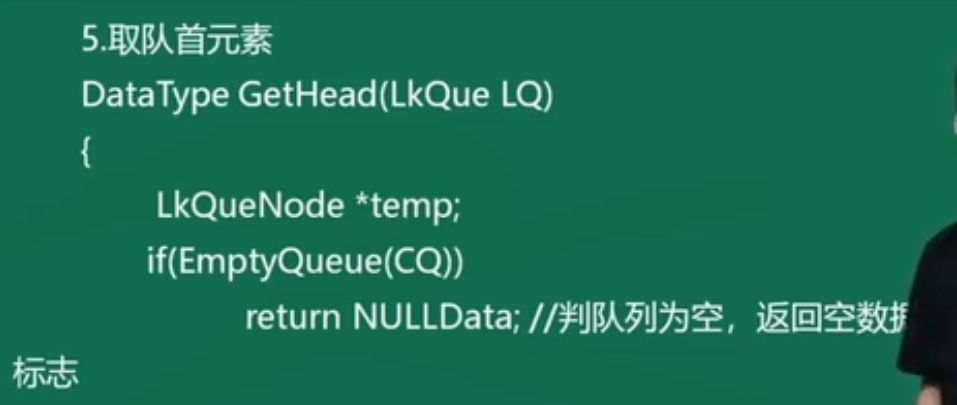 5.取队首元素
DataType GetHead(LkQue LQ)
{
LkQueNode *temp;
if(EmptyQueue(CQ))
return NULLData; //判队列为空，返回空数据
标志